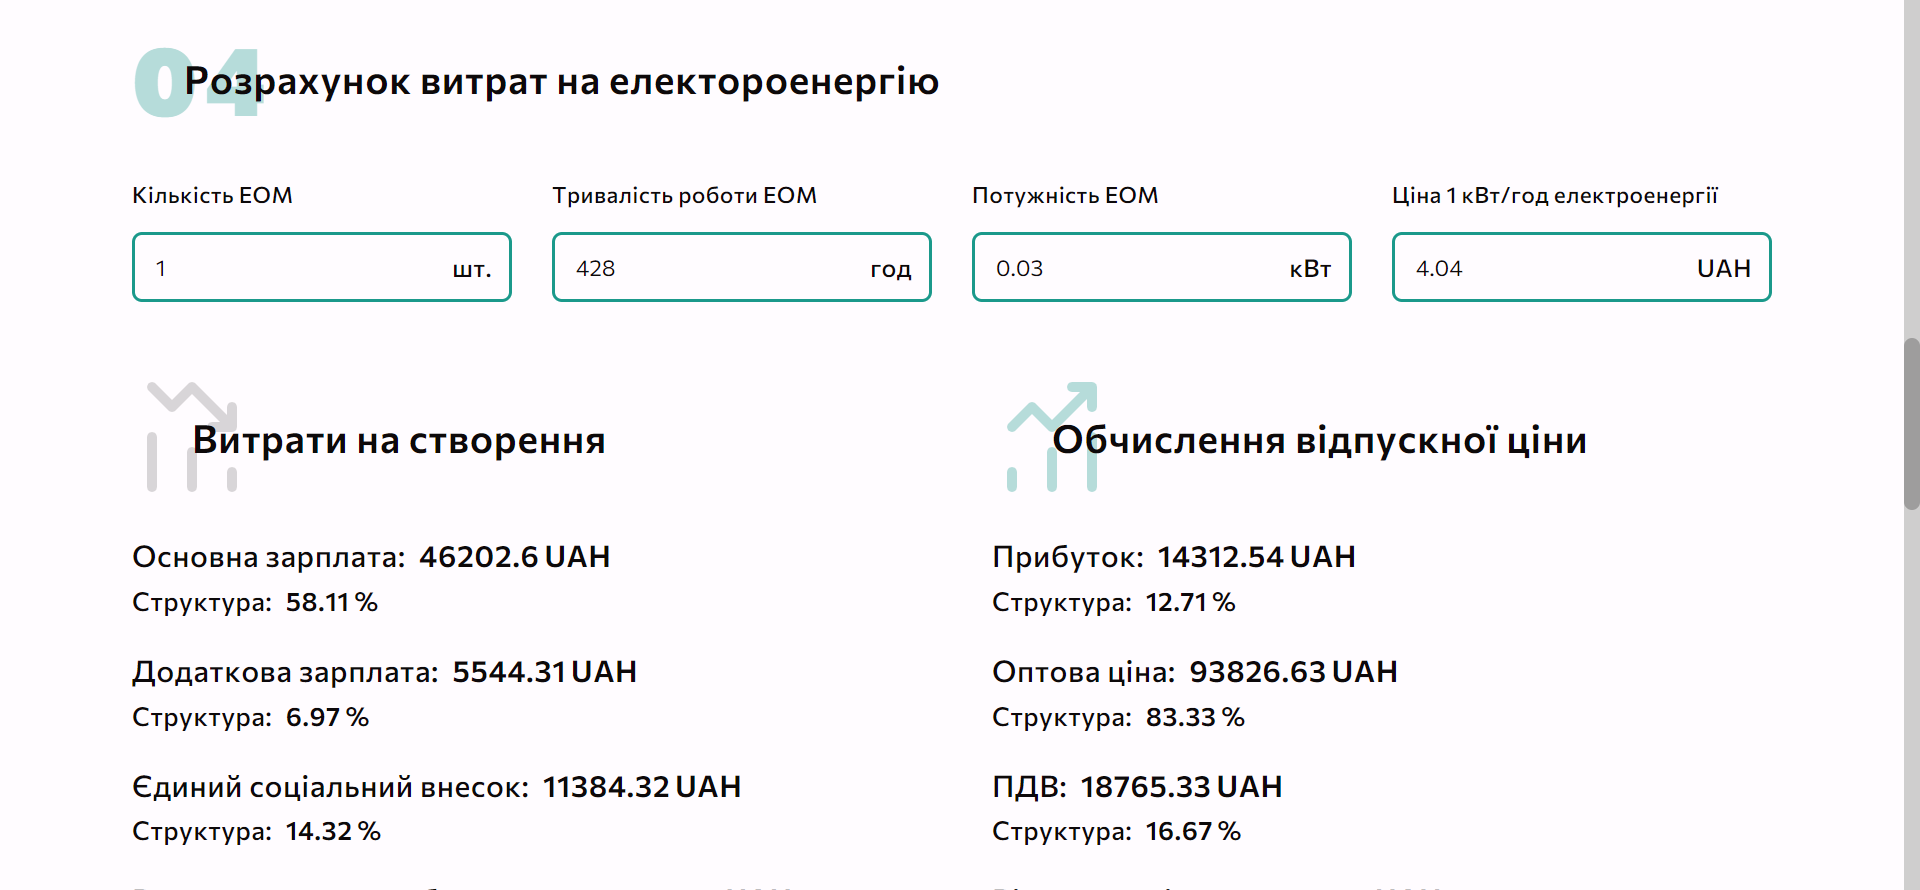 04
Розрахунок витрат на електороенергію
Кількість ЕОМ
1 шт.
Тривалість роботи ЕОМ
428 год
Потужність ЕОМ
0.03 кВт
Ціна 1 кВт/год електроенергії
4.04 UAH
Витрати на створення
Основна зарплата: 46202.6 UAH
Структура: 58.11 %
Додаткова зарплата: 5544.31 UAH
Структура: 6.97 %
Єдиний соціальний внесок: 11384.32 UAH
Структура: 14.32 %
Обчислення відпускної ціни
Прибуток: 14312.54 UAH
Структура: 12.71 %
Оптова ціна: 93826.63 UAH
Структура: 83.33 %
ПДВ: 18765.33 UAH
Структура: 16.67 %